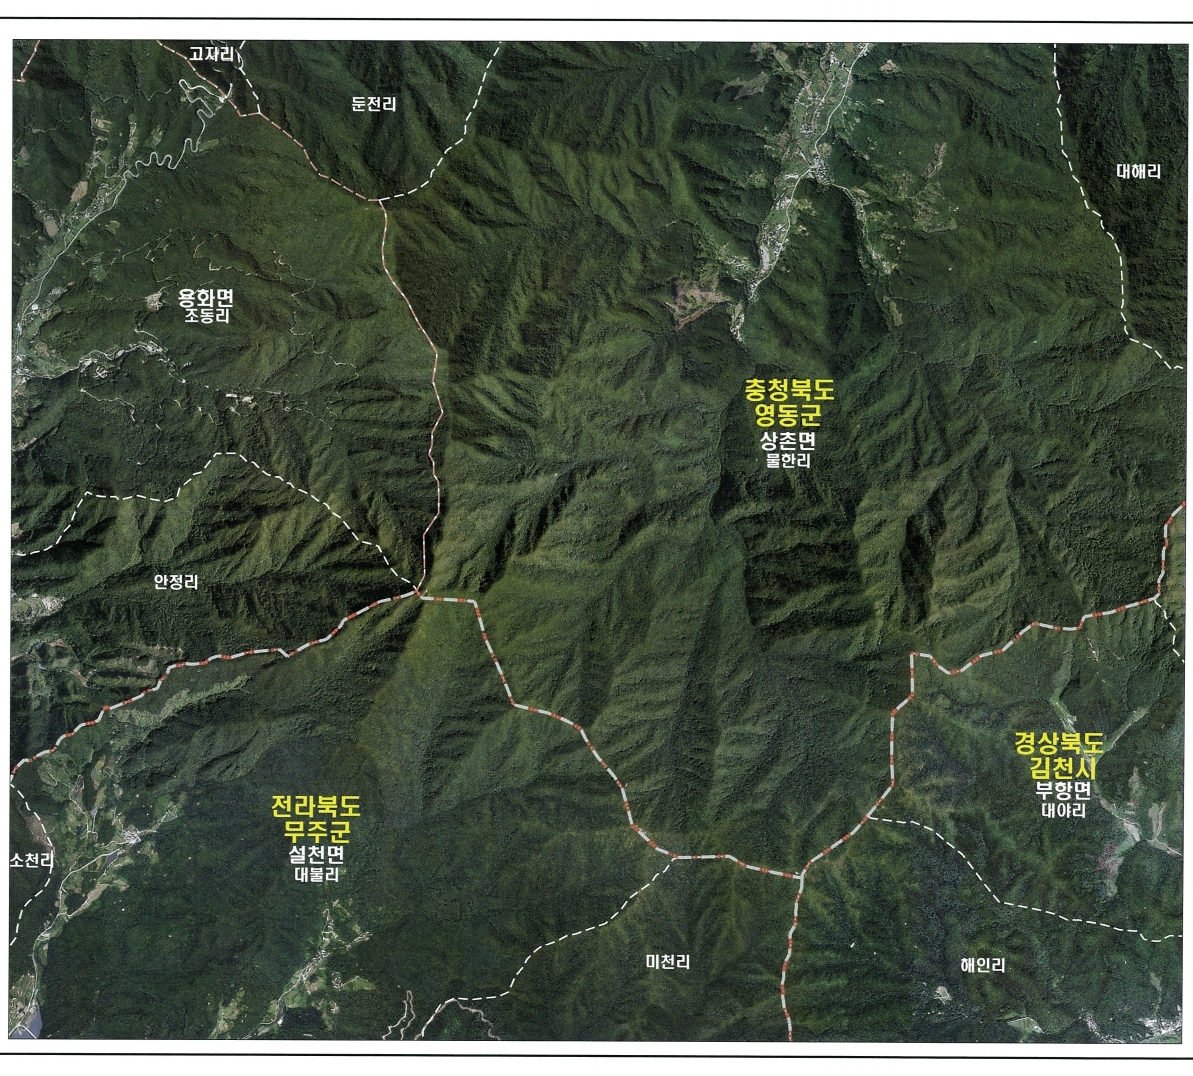 고자리
둔전리
대해리
용화면
조동리
충청북도
영동군
상촌면
물한리
안정리
경상북도
김천시
부항면
대야리
전라북도
무주군
설천면
대불리
소천리
미천리
해인리